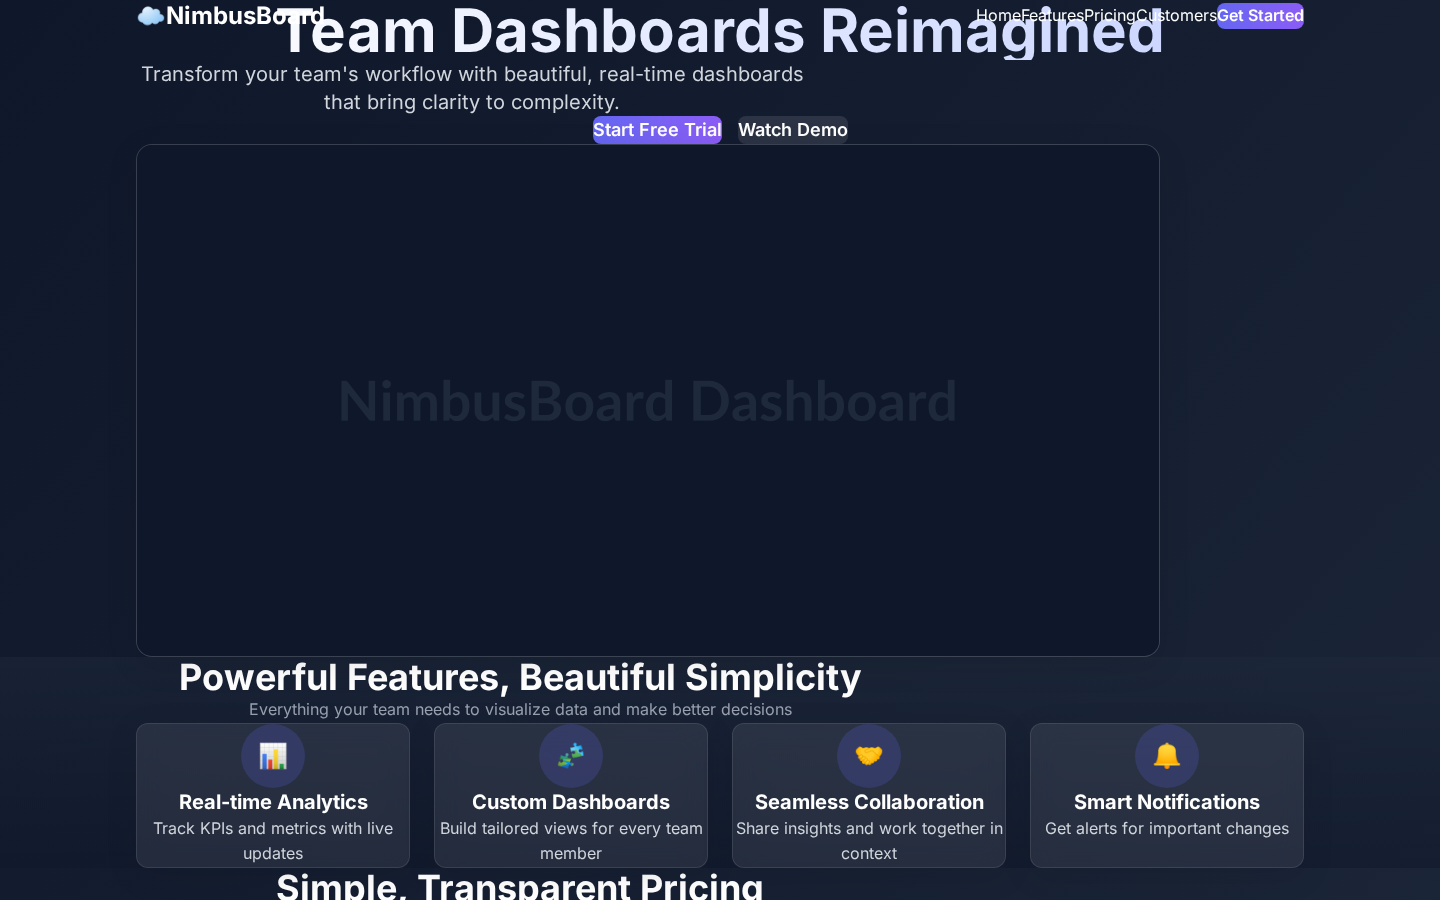 NimbusBoard
Home Features Pricing Customers Get Started
Team Dashboards Reimagined
Transform your team's workflow with beautiful, real-time dashboards
that bring clarity to complexity.
Start Free Trial Watch Demo
NimbusBoard Dashboard
Powerful Features, Beautiful Simplicity
Everything your team needs to visualize data and make better decisions
Real-time Analytics
Track KPIs and metrics with live
updates
Custom Dashboards
Build tailored views for every team
member
Seamless Collaboration
Share insights and work together in
context
Smart Notifications
Get alerts for important changes
Simple, Transparent Pricing